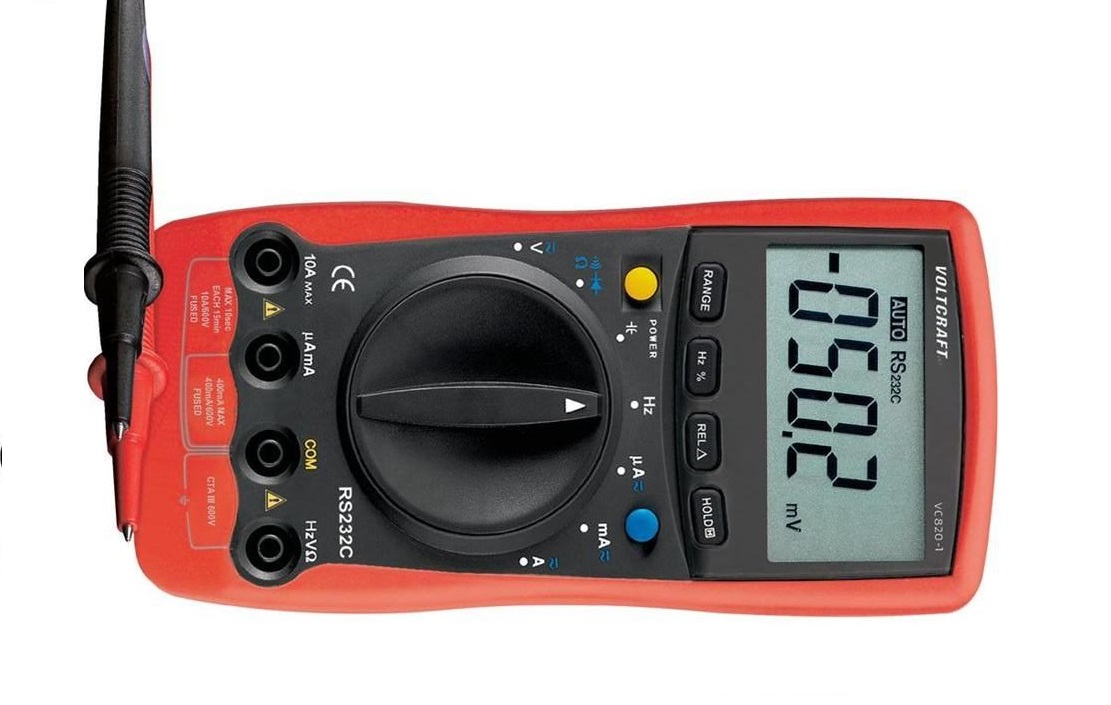 VOLTCRAFT
VC820-1
AUTO RS232C
-050.2
mV
RANGE
Hz %
REL△
HOLD H
POWER
V
Ω
Hz
µA
mA
A
CE
RS232C
10A MAX
µAmA
COM
HzVΩ
MAX 10sec
EACH 15min
10A/600V
FUSED
400mA MAX
400mA/600V
FUSED
CAT III 600V